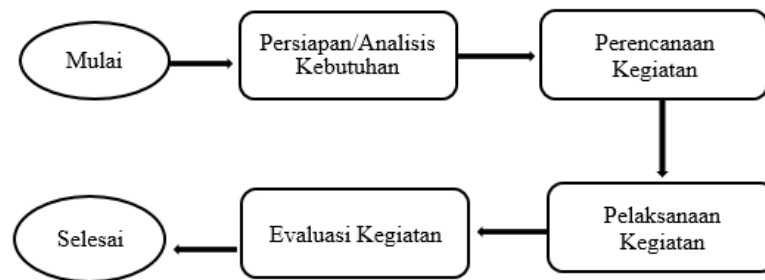 Mulai
Persiapan/Analisis
Kebutuhan
Perencanaan
Kegiatan
Pelaksanaan
Kegiatan
Evaluasi Kegiatan
Selesai